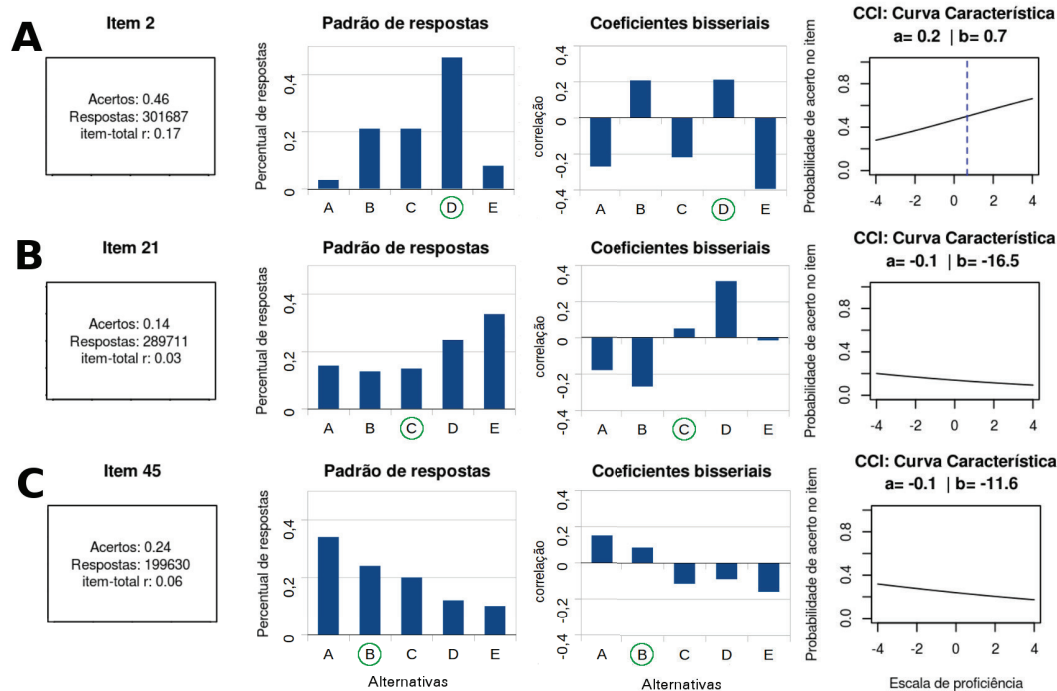 A
Item 2
Acertos: 0.46
Respostas: 301687
item-total r: 0.17
Padrão de respostas
Percentual de respostas
0,4
0,2
0
A B C D E
Coeficientes bisseriais
correlação
0,4
0,2
0
-0,2
-0,4
A B C D E
CCI: Curva Característica
a= 0.2 | b= 0.7
Probabilidade de acerto no item
0.8
0.4
0.0
-4 -2 0 2 4
B
Item 21
Acertos: 0.14
Respostas: 289711
item-total r: 0.03
Padrão de respostas
Percentual de respostas
0,4
0,2
0
A B C D E
Coeficientes bisseriais
correlação
0,4
0,2
0
-0,2
-0,4
A B C D E
CCI: Curva Característica
a= -0.1 | b= -16.5
Probabilidade de acerto no item
0.8
0.4
0.0
-4 -2 0 2 4
C
Item 45
Acertos: 0.24
Respostas: 199630
item-total r: 0.06
Padrão de respostas
Percentual de respostas
0,4
0,2
0
A B C D E
Alternativas
Coeficientes bisseriais
correlação
0,4
0,2
0
-0,2
-0,4
A B C D E
Alternativas
CCI: Curva Característica
a= -0.1 | b= -11.6
Probabilidade de acerto no item
0.8
0.4
0.0
-4 -2 0 2 4
Escala de proficiência